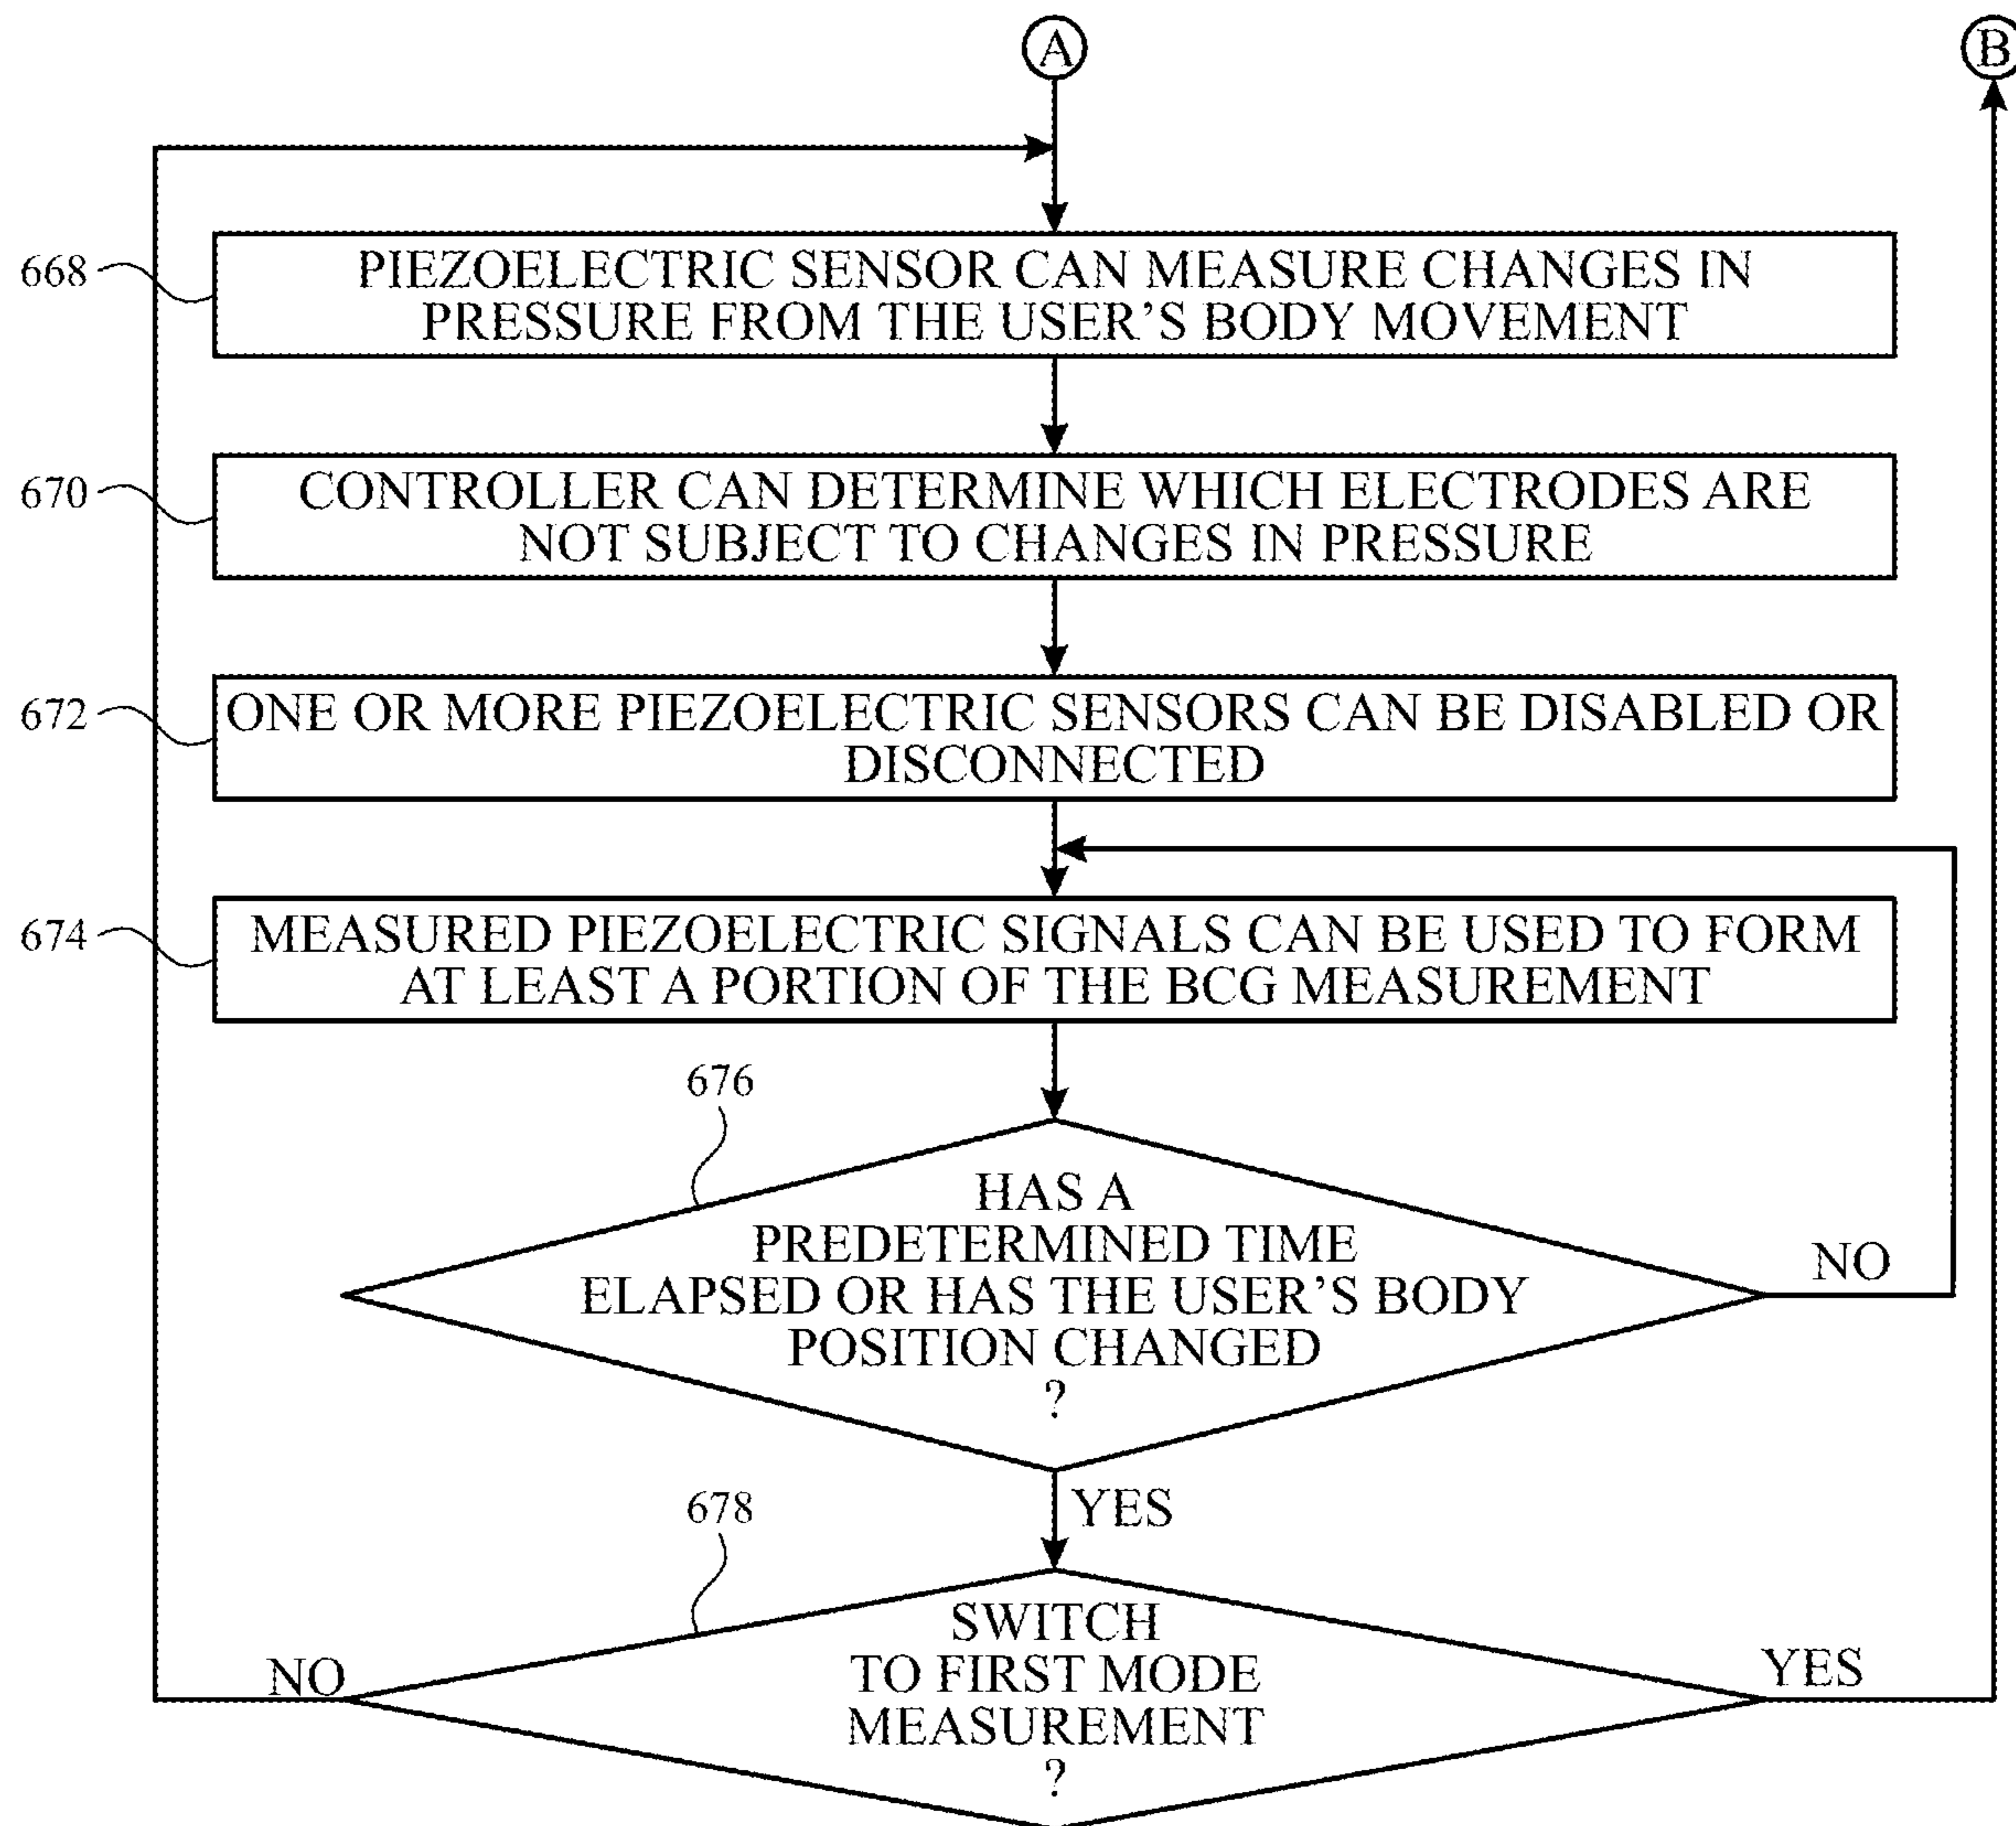 A
B
668
PIEZOELECTRIC SENSOR CAN MEASURE CHANGES IN
PRESSURE FROM THE USER'S BODY MOVEMENT
670
CONTROLLER CAN DETERMINE WHICH ELECTRODES ARE
NOT SUBJECT TO CHANGES IN PRESSURE
672
ONE OR MORE PIEZOELECTRIC SENSORS CAN BE DISABLED OR
DISCONNECTED
674
MEASURED PIEZOELECTRIC SIGNALS CAN BE USED TO FORM
AT LEAST A PORTION OF THE BCG MEASUREMENT
676
HAS A
PREDETERMINED TIME
ELAPSED OR HAS THE USER'S BODY
POSITION CHANGED
?
NO
YES
678
SWITCH
TO FIRST MODE
MEASUREMENT
?
NO
YES